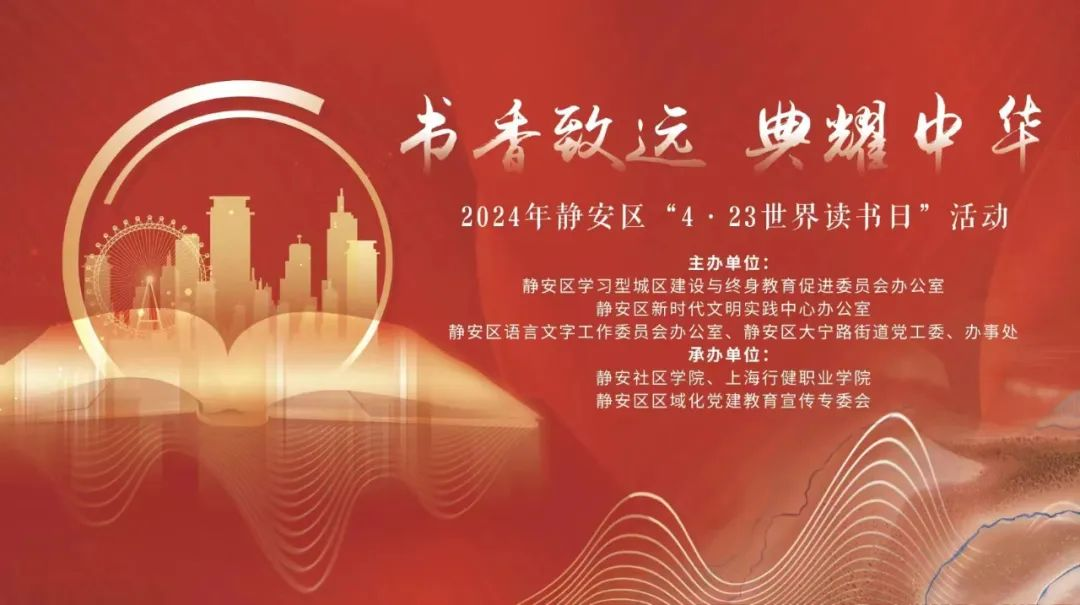 书香致远 典耀中华
2024年静安区“4·23世界读书日”活动
主办单位：
静安区学习型城区建设与终身教育促进委员会办公室
静安区新时代文明实践中心办公室
静安区语言文字工作委员会办公室、静安区大宁路街道党工委、办事处
承办单位：
静安社区学院、上海行健职业学院
静安区区域化党建教育宣传专委会